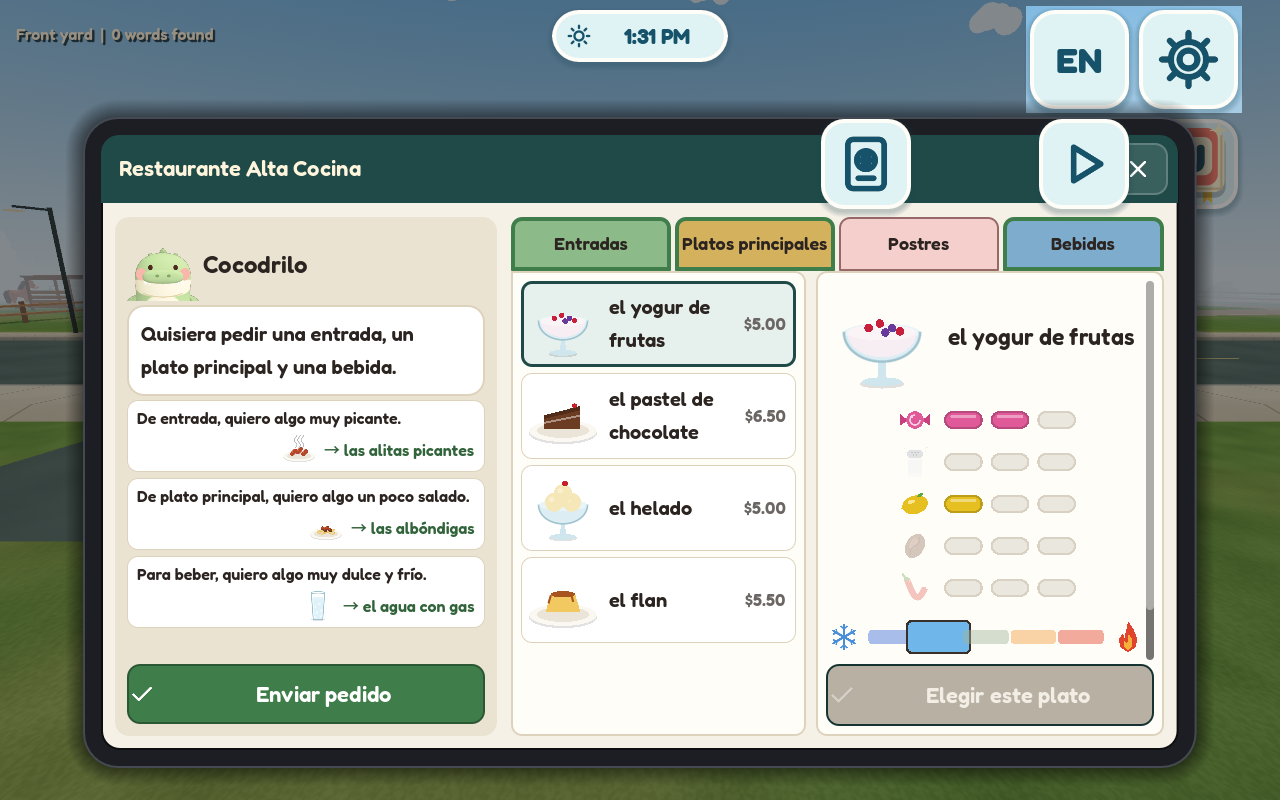 Front yard | 0 words found
1:31 PM
EN
Restaurante Alta Cocina
Cocodrilo
Quisiera pedir una entrada, un
plato principal y una bebida.
De entrada, quiero algo muy picante.
→ las alitas picantes
De plato principal, quiero algo un poco salado.
→ las albóndigas
Para beber, quiero algo muy dulce y frío.
→ el agua con gas
Enviar pedido
Entradas
Platos principales
Postres
Bebidas
el yogur de
frutas
$5.00
el pastel de
chocolate
$6.50
el helado
$5.00
el flan
$5.50
el yogur de frutas
Elegir este plato